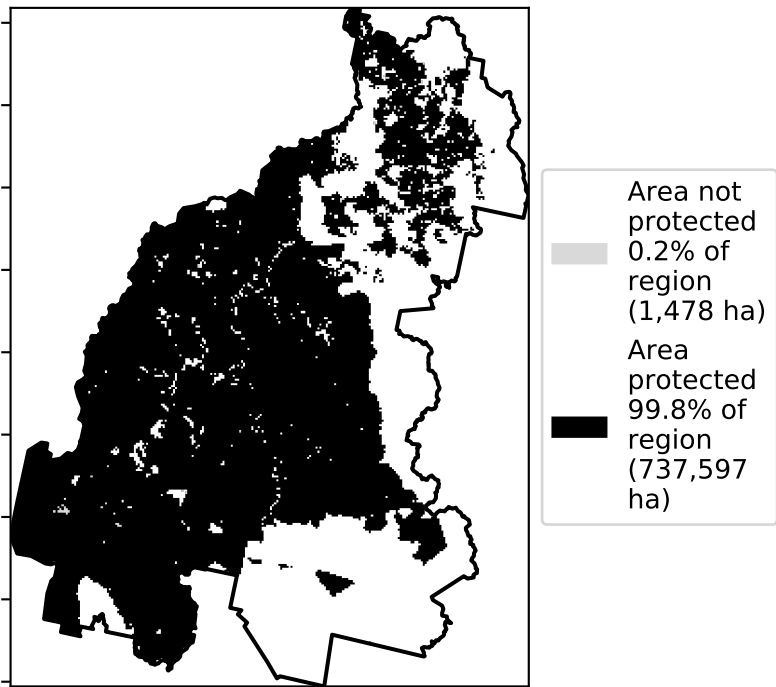 Area not
protected
0.2% of
region
(1,478 ha)
Area
protected
99.8% of
region
(737,597
ha)